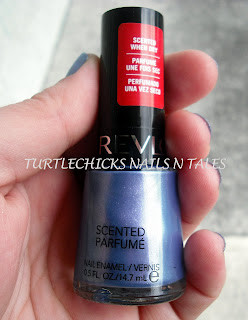 SCENTED
WHEN DRY
PARFUMÉ
UNE FOIS SEC
PERFUMADO
UNA VEZ SECO
REVL
TURTLECHICKS NAILS N TALES
SCENTED
PARFUMÉ
NAIL ENAMEL / VERNIS
0.5 FL. OZ / 14.7 mL e